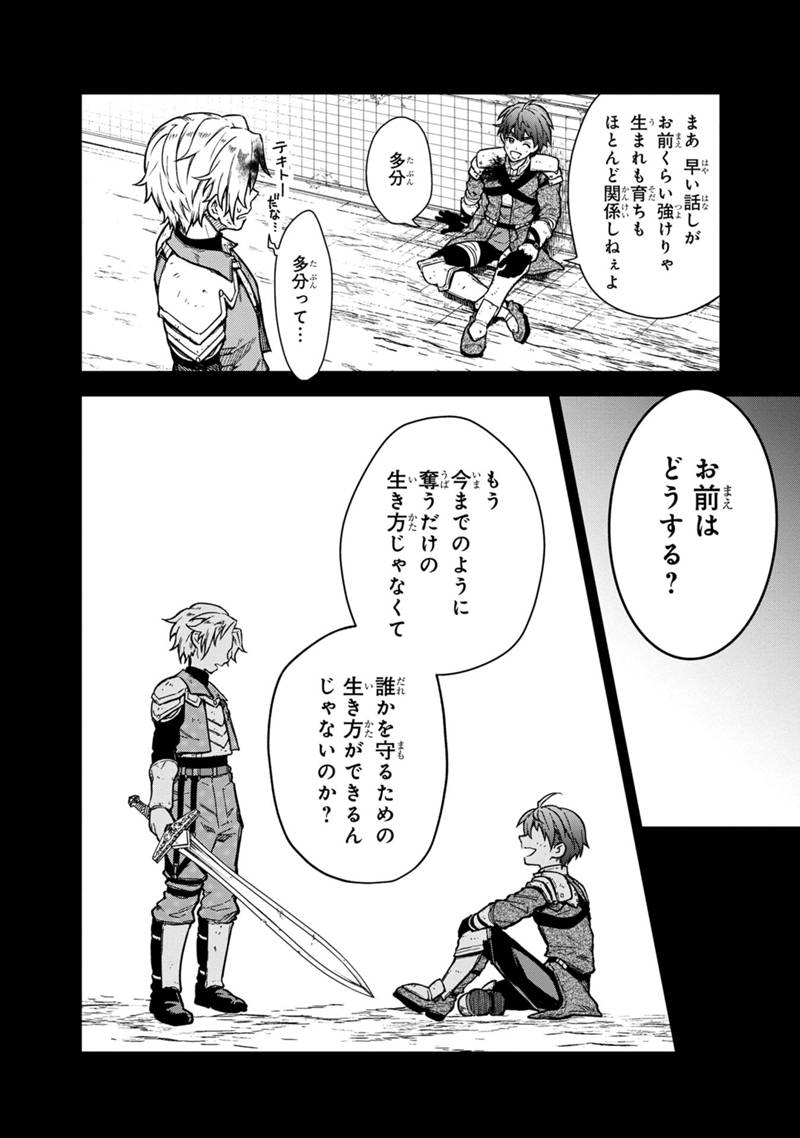 まあ 早い話しが
お前くらい強けりゃ
生まれも育ちも
ほとんど関係しねぇよ
多分
多分って…
テキトー
だな…
お前は
どうする？
もう
今までのように
奪うだけの
生き方じゃなくて
誰かを守るための
生き方ができるん
じゃないのか？